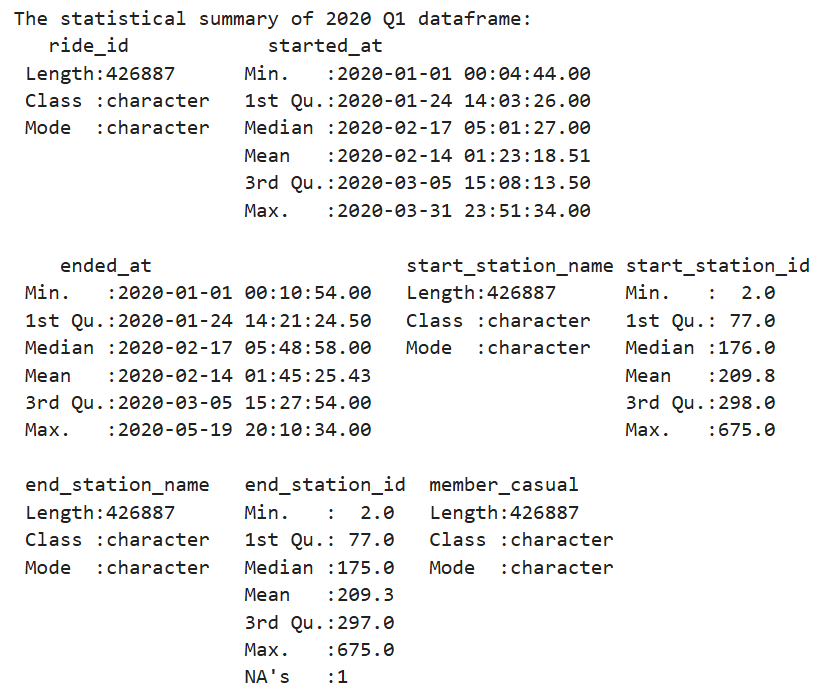 The statistical summary of 2020 Q1 dataframe:
   ride_id            started_at
 Length:426887      Min.   :2020-01-01 00:04:44.00
 Class :character   1st Qu.:2020-01-24 14:03:26.00
 Mode  :character   Median :2020-02-17 05:01:27.00
                    Mean   :2020-02-14 01:23:18.51
                    3rd Qu.:2020-03-05 15:08:13.50
                    Max.   :2020-03-31 23:51:34.00

    ended_at                      start_station_name start_station_id
 Min.   :2020-01-01 00:10:54.00   Length:426887      Min.   :  2.0
 1st Qu.:2020-01-24 14:21:24.50   Class :character   1st Qu.: 77.0
 Median :2020-02-17 05:48:58.00   Mode  :character   Median :176.0
 Mean   :2020-02-14 01:45:25.43                      Mean   :209.8
 3rd Qu.:2020-03-05 15:27:54.00                      3rd Qu.:298.0
 Max.   :2020-05-19 20:10:34.00                      Max.   :675.0

 end_station_name   end_station_id  member_casual
 Length:426887      Min.   :  2.0   Length:426887
 Class :character   1st Qu.: 77.0   Class :character
 Mode  :character   Median :175.0   Mode  :character
                    Mean   :209.3
                    3rd Qu.:297.0
                    Max.   :675.0
                    NA's   :1